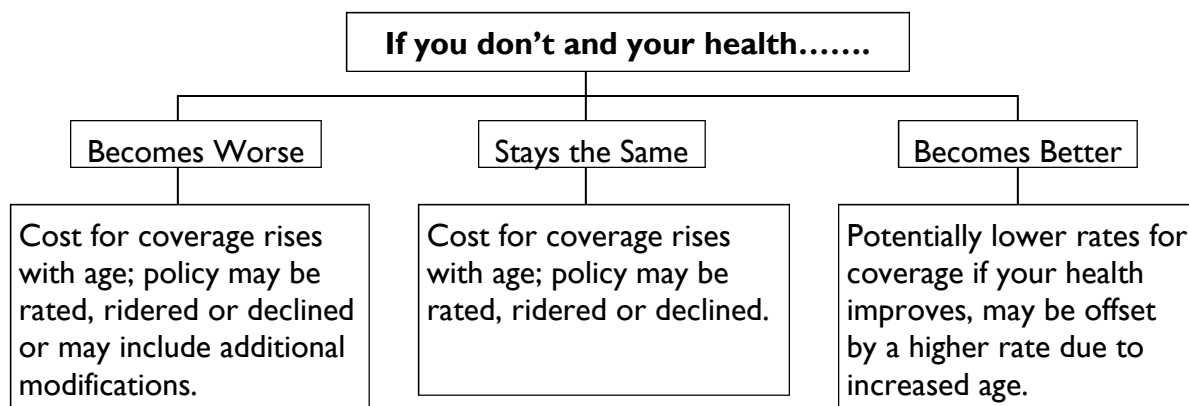 If you don’t and your health…….
Becomes Worse
Stays the Same
Becomes Better
Cost for coverage rises
with age; policy may be
rated, ridered or declined
or may include additional
modifications.
Cost for coverage rises
with age; policy may be
rated, ridered or declined.
Potentially lower rates for
coverage if your health
improves, may be offset
by a higher rate due to
increased age.